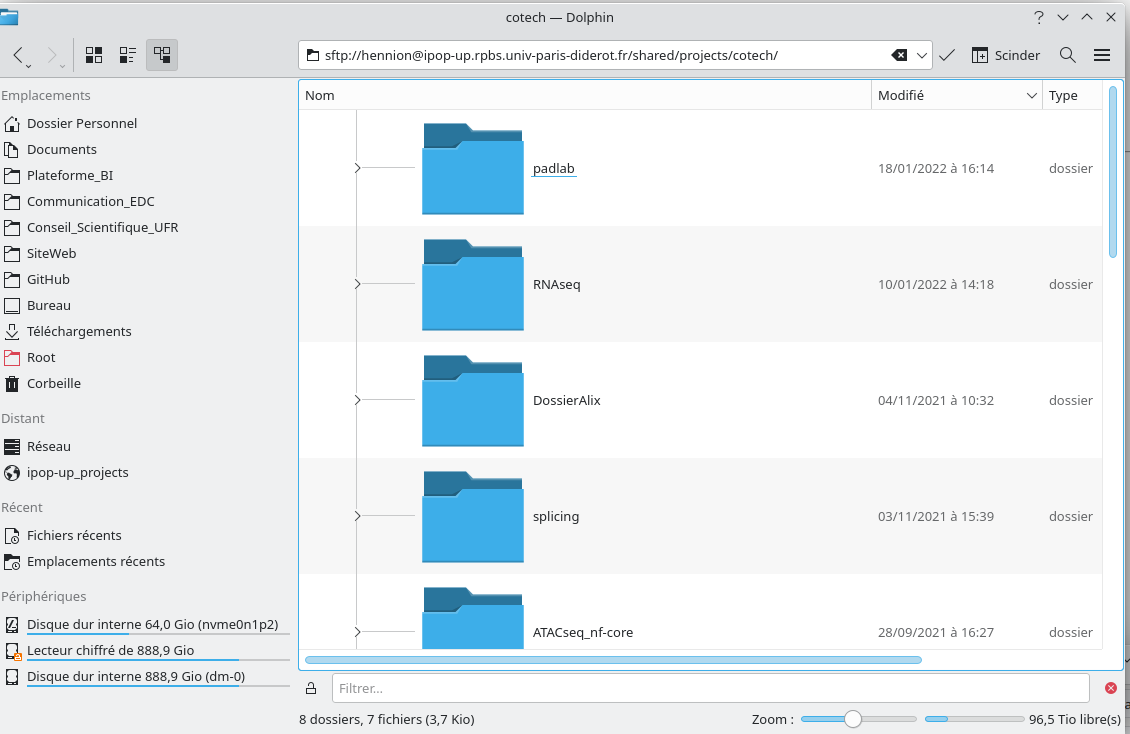 cotech — Dolphin
sftp://hennion@ipop-up.rpbs.univ-paris-diderot.fr/shared/projects/cotech/
Scinder
Emplacements
Dossier Personnel
Documents
Plateforme_BI
Communication_EDC
Conseil_Scientifique_UFR
SiteWeb
GitHub
Bureau
Téléchargements
Root
Corbeille
Distant
Réseau
ipop-up_projects
Récent
Fichiers récents
Emplacements récents
Périphériques
Disque dur interne 64,0 Gio (nvme0n1p2)
Lecteur chiffré de 888,9 Gio
Disque dur interne 888,9 Gio (dm-0)
Nom Modifié Type
padlab 18/01/2022 à 16:14 dossier
RNAseq 10/01/2022 à 14:18 dossier
DossierAlix 04/11/2021 à 10:32 dossier
splicing 03/11/2021 à 15:39 dossier
ATACseq_nf-core 28/09/2021 à 16:27 dossier
Filtrer...
8 dossiers, 7 fichiers (3,7 Kio) Zoom : 96,5 Tio libre(s)